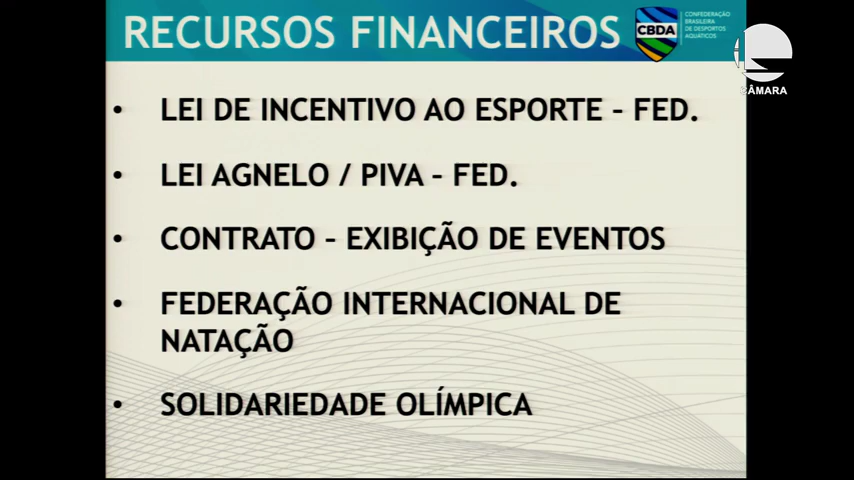 RECURSOS FINANCEIROS
CBDA
CONFEDERAÇÃO
BRASILEIRA
DE DESPORTOS
AQUÁTICOS
CÂMARA
• LEI DE INCENTIVO AO ESPORTE – FED.
• LEI AGNELO / PIVA – FED.
• CONTRATO – EXIBIÇÃO DE EVENTOS
• FEDERAÇÃO INTERNACIONAL DE
NATAÇÃO
• SOLIDARIEDADE OLÍMPICA